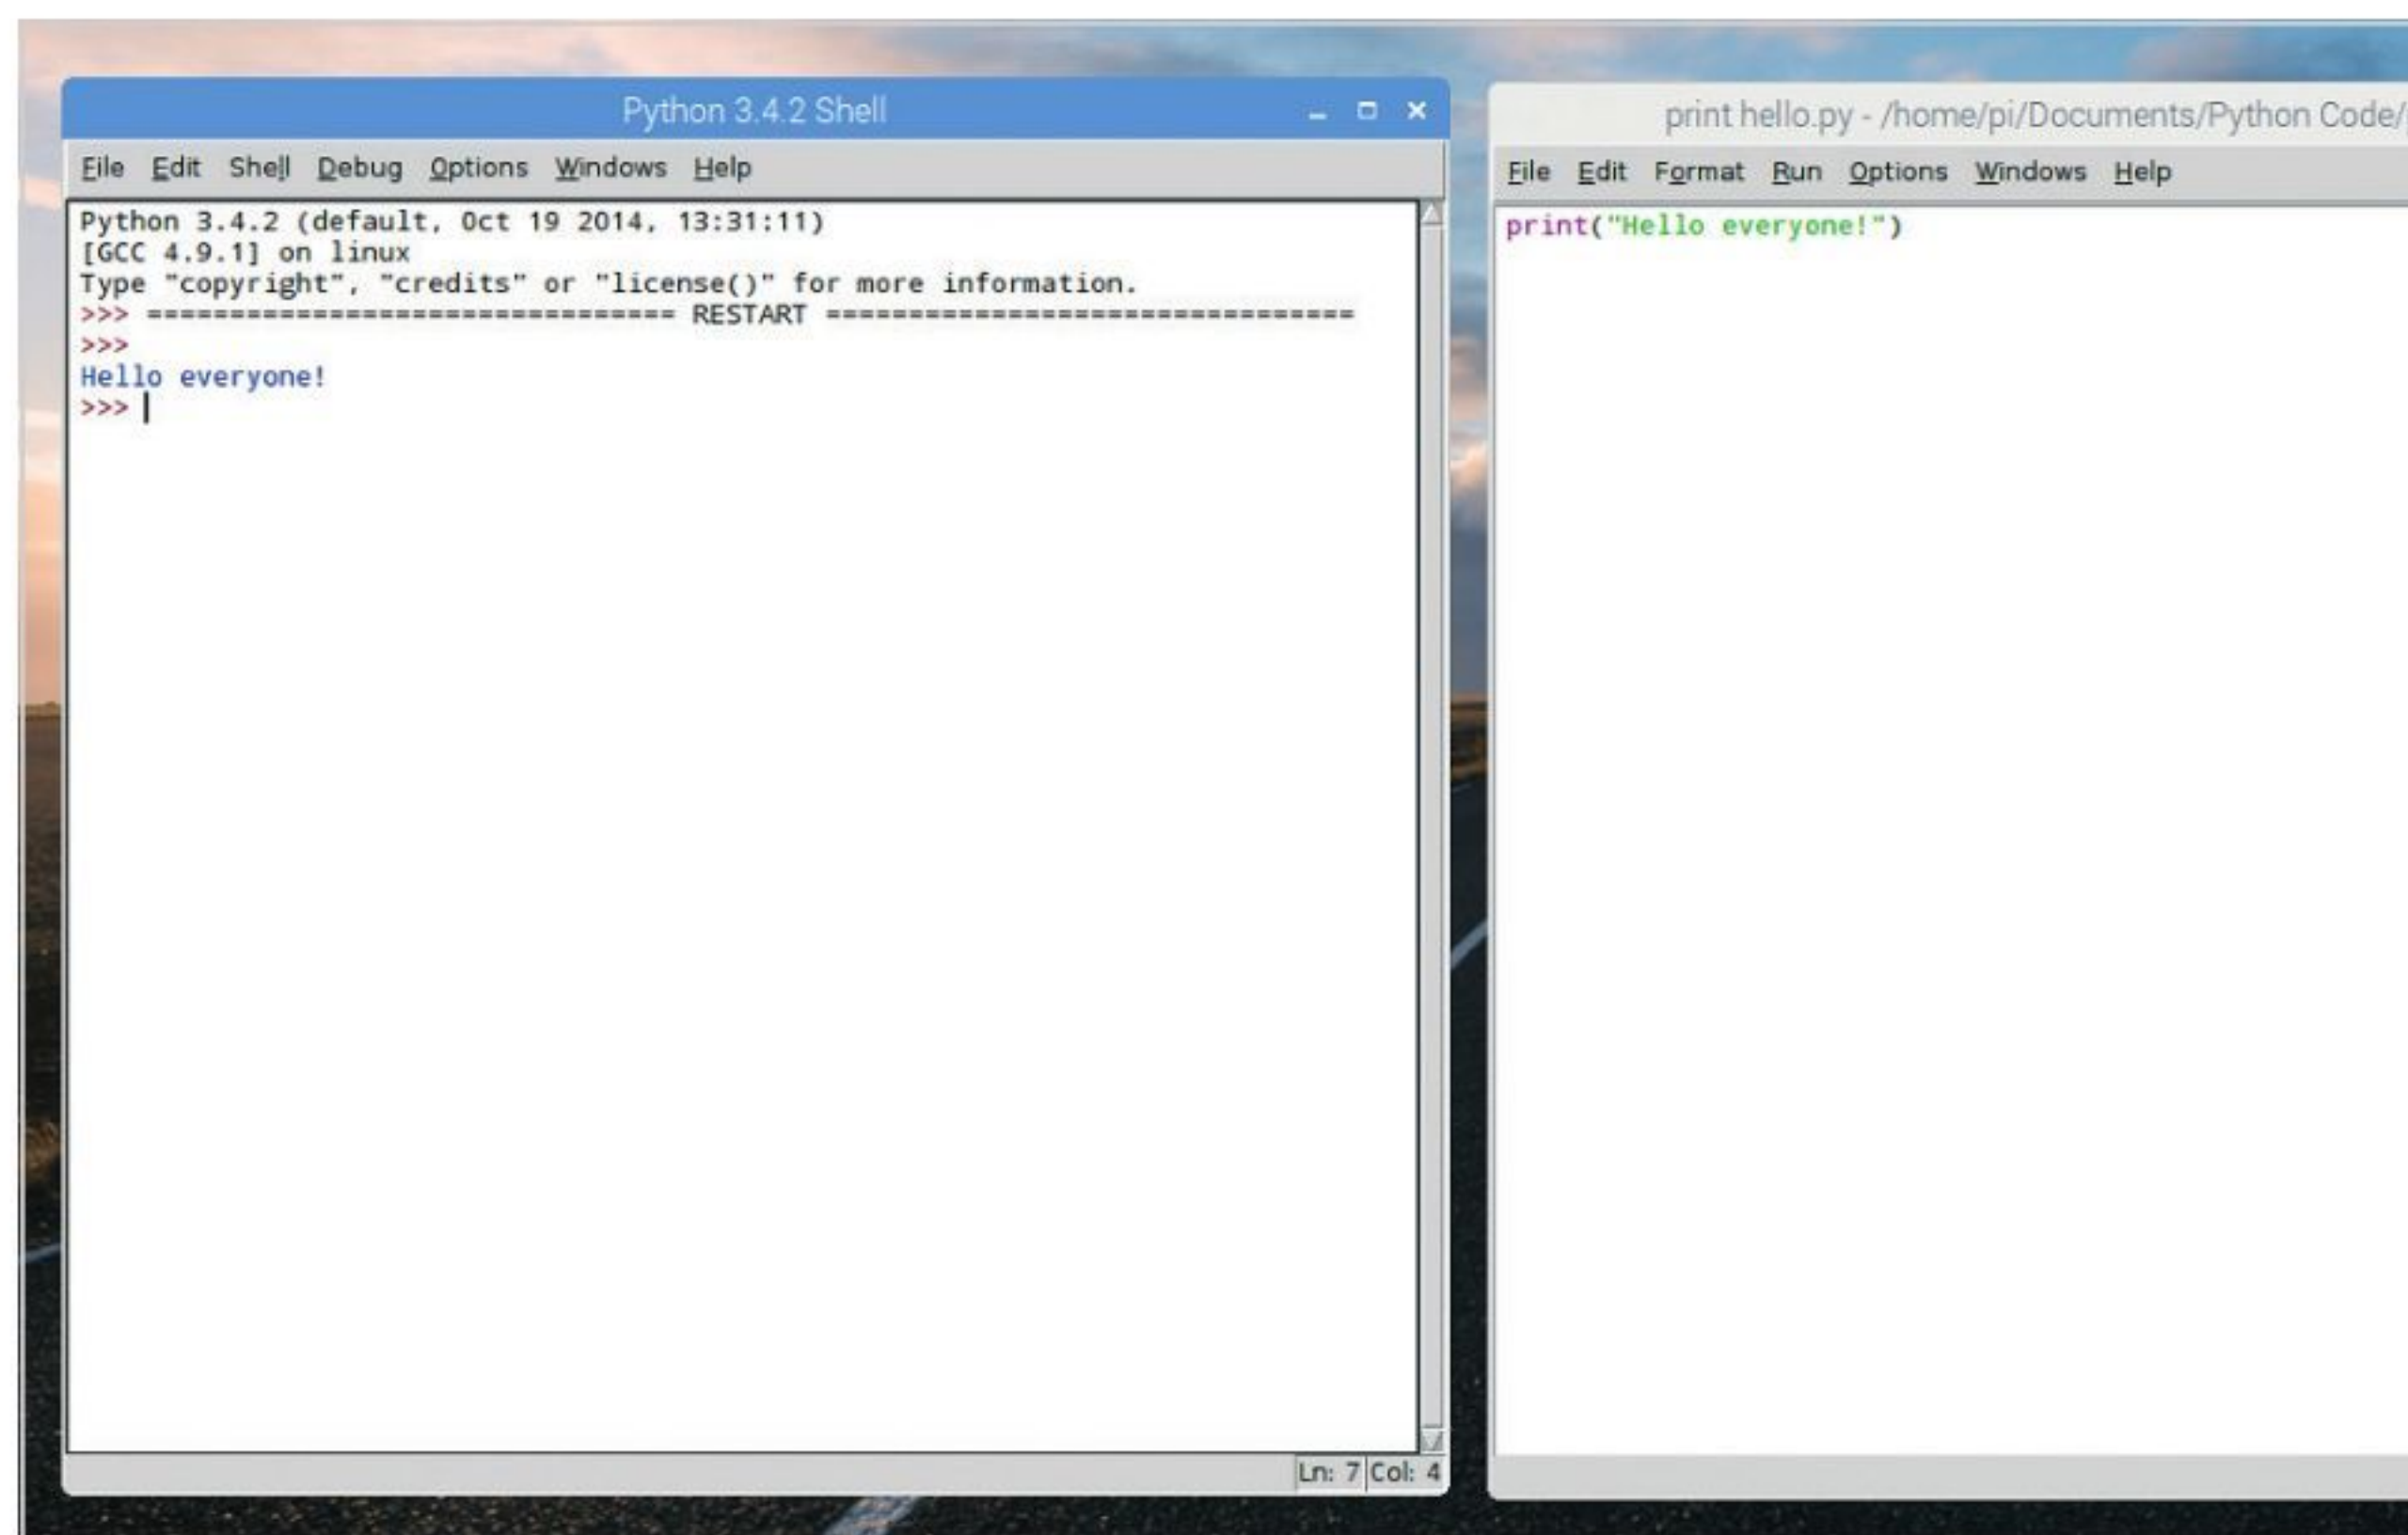 Python 3.4.2 Shell
File Edit Shell Debug Options Windows Help
Python 3.4.2 (default, Oct 19 2014, 13:31:11)
[GCC 4.9.1] on linux
Type "copyright", "credits" or "license()" for more information.
>>> ================================ RESTART ================================
>>>
Hello everyone!
>>>
Ln: 7 Col: 4
print hello.py - /home/pi/Documents/Python Code/
File Edit Format Run Options Windows Help
print("Hello everyone!")